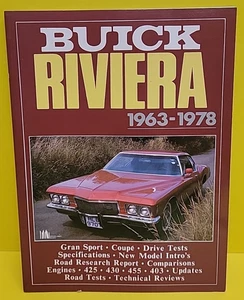 BUICK
RIVIERA
1963-1978
Gran Sport · Coupé · Drive Tests
Specifications · New Model Intro's
Road Research Report · Comparisons
Engines · 425 · 430 · 455 · 403 · Updates
Road Tests · Technical Reviews